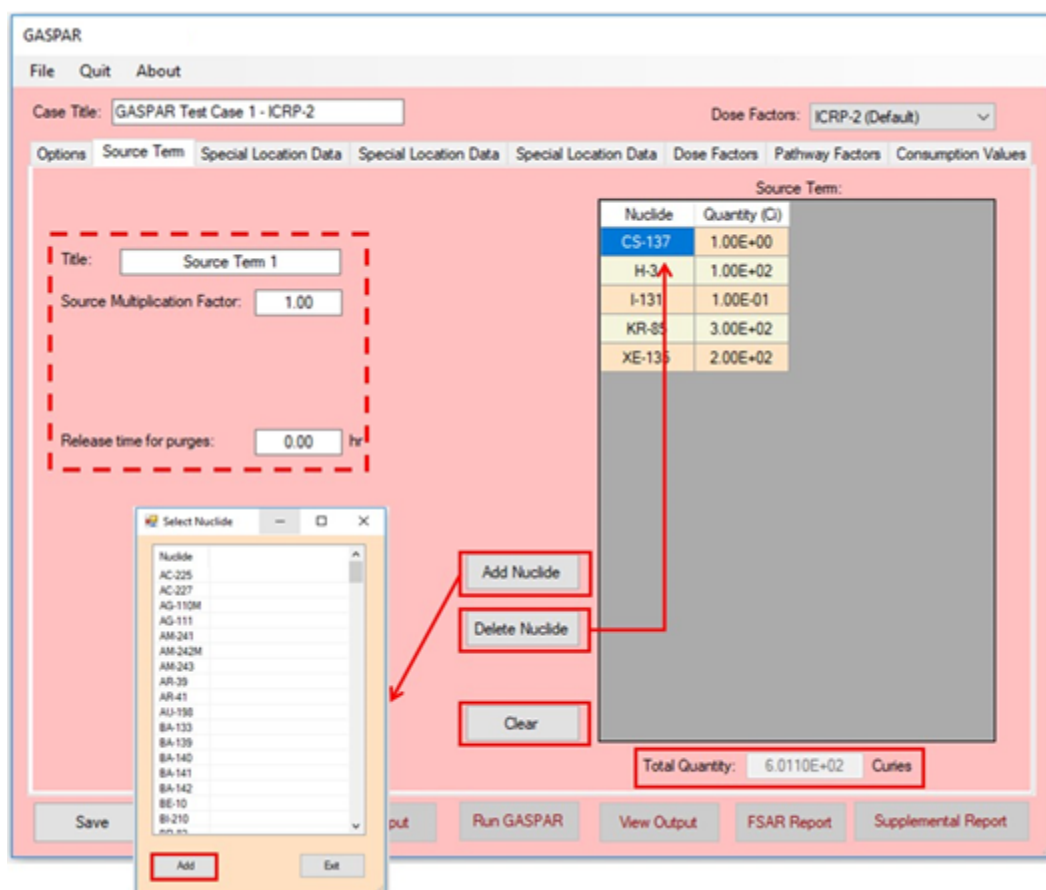 GASPAR
File Quit About
Case Title: GASPAR Test Case 1 - ICRP-2 Dose Factors: ICRP-2 (Default)
Options Source Term Special Location Data Special Location Data Special Location Data Dose Factors Pathway Factors Consumption Values
Source Term:
Nuclide Quantity (Ci)
CS-137 1.00E+00
H-3 1.00E+02
I-131 1.00E-01
KR-85 3.00E+02
XE-135 2.00E+02
Title: Source Term 1
Source Multiplication Factor: 1.00
Release time for purges: 0.00 hr
Select Nuclide
Nuclide
AC-225
AC-227
AG-110M
AG-111
AM-241
AM-242M
AM-243
AR-39
AR-41
AU-198
BA-133
BA-139
BA-140
BA-141
BA-142
BE-10
BI-210
Add Exit
Add Nuclide
Delete Nuclide
Clear
Total Quantity: 6.0110E+02 Curies
Save put Run GASPAR View Output FSAR Report Supplemental Report